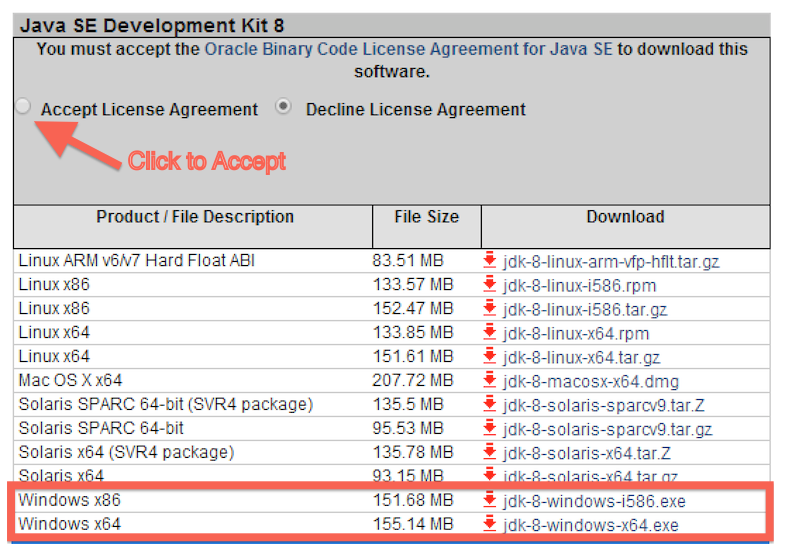 Java SE Development Kit 8
You must accept the Oracle Binary Code License Agreement for Java SE to download this
software.
Accept License Agreement Decline License Agreement
Click to Accept
Product / File Description File Size Download
Linux ARM v6/v7 Hard Float ABI 83.51 MB jdk-8-linux-arm-vfp-hflt.tar.gz
Linux x86 133.57 MB jdk-8-linux-i586.rpm
Linux x86 152.47 MB jdk-8-linux-i586.tar.gz
Linux x64 133.85 MB jdk-8-linux-x64.rpm
Linux x64 151.61 MB jdk-8-linux-x64.tar.gz
Mac OS X x64 207.72 MB jdk-8-macosx-x64.dmg
Solaris SPARC 64-bit (SVR4 package) 135.5 MB jdk-8-solaris-sparcv9.tar.Z
Solaris SPARC 64-bit 95.53 MB jdk-8-solaris-sparcv9.tar.gz
Solaris x64 (SVR4 package) 135.78 MB jdk-8-solaris-x64.tar.Z
Solaris x64 93.15 MB jdk-8-solaris-x64.tar.gz
Windows x86 151.68 MB jdk-8-windows-i586.exe
Windows x64 155.14 MB jdk-8-windows-x64.exe